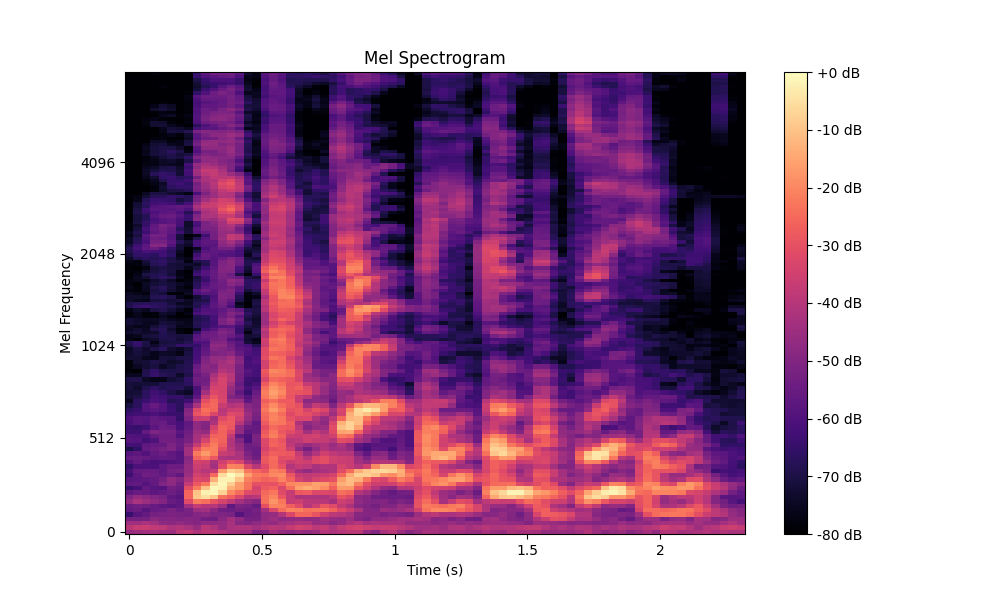 Mel Spectrogram
Mel Frequency
4096
2048
1024
512
0
0
0.5
1
1.5
2
Time (s)
+0 dB
-10 dB
-20 dB
-30 dB
-40 dB
-50 dB
-60 dB
-70 dB
-80 dB